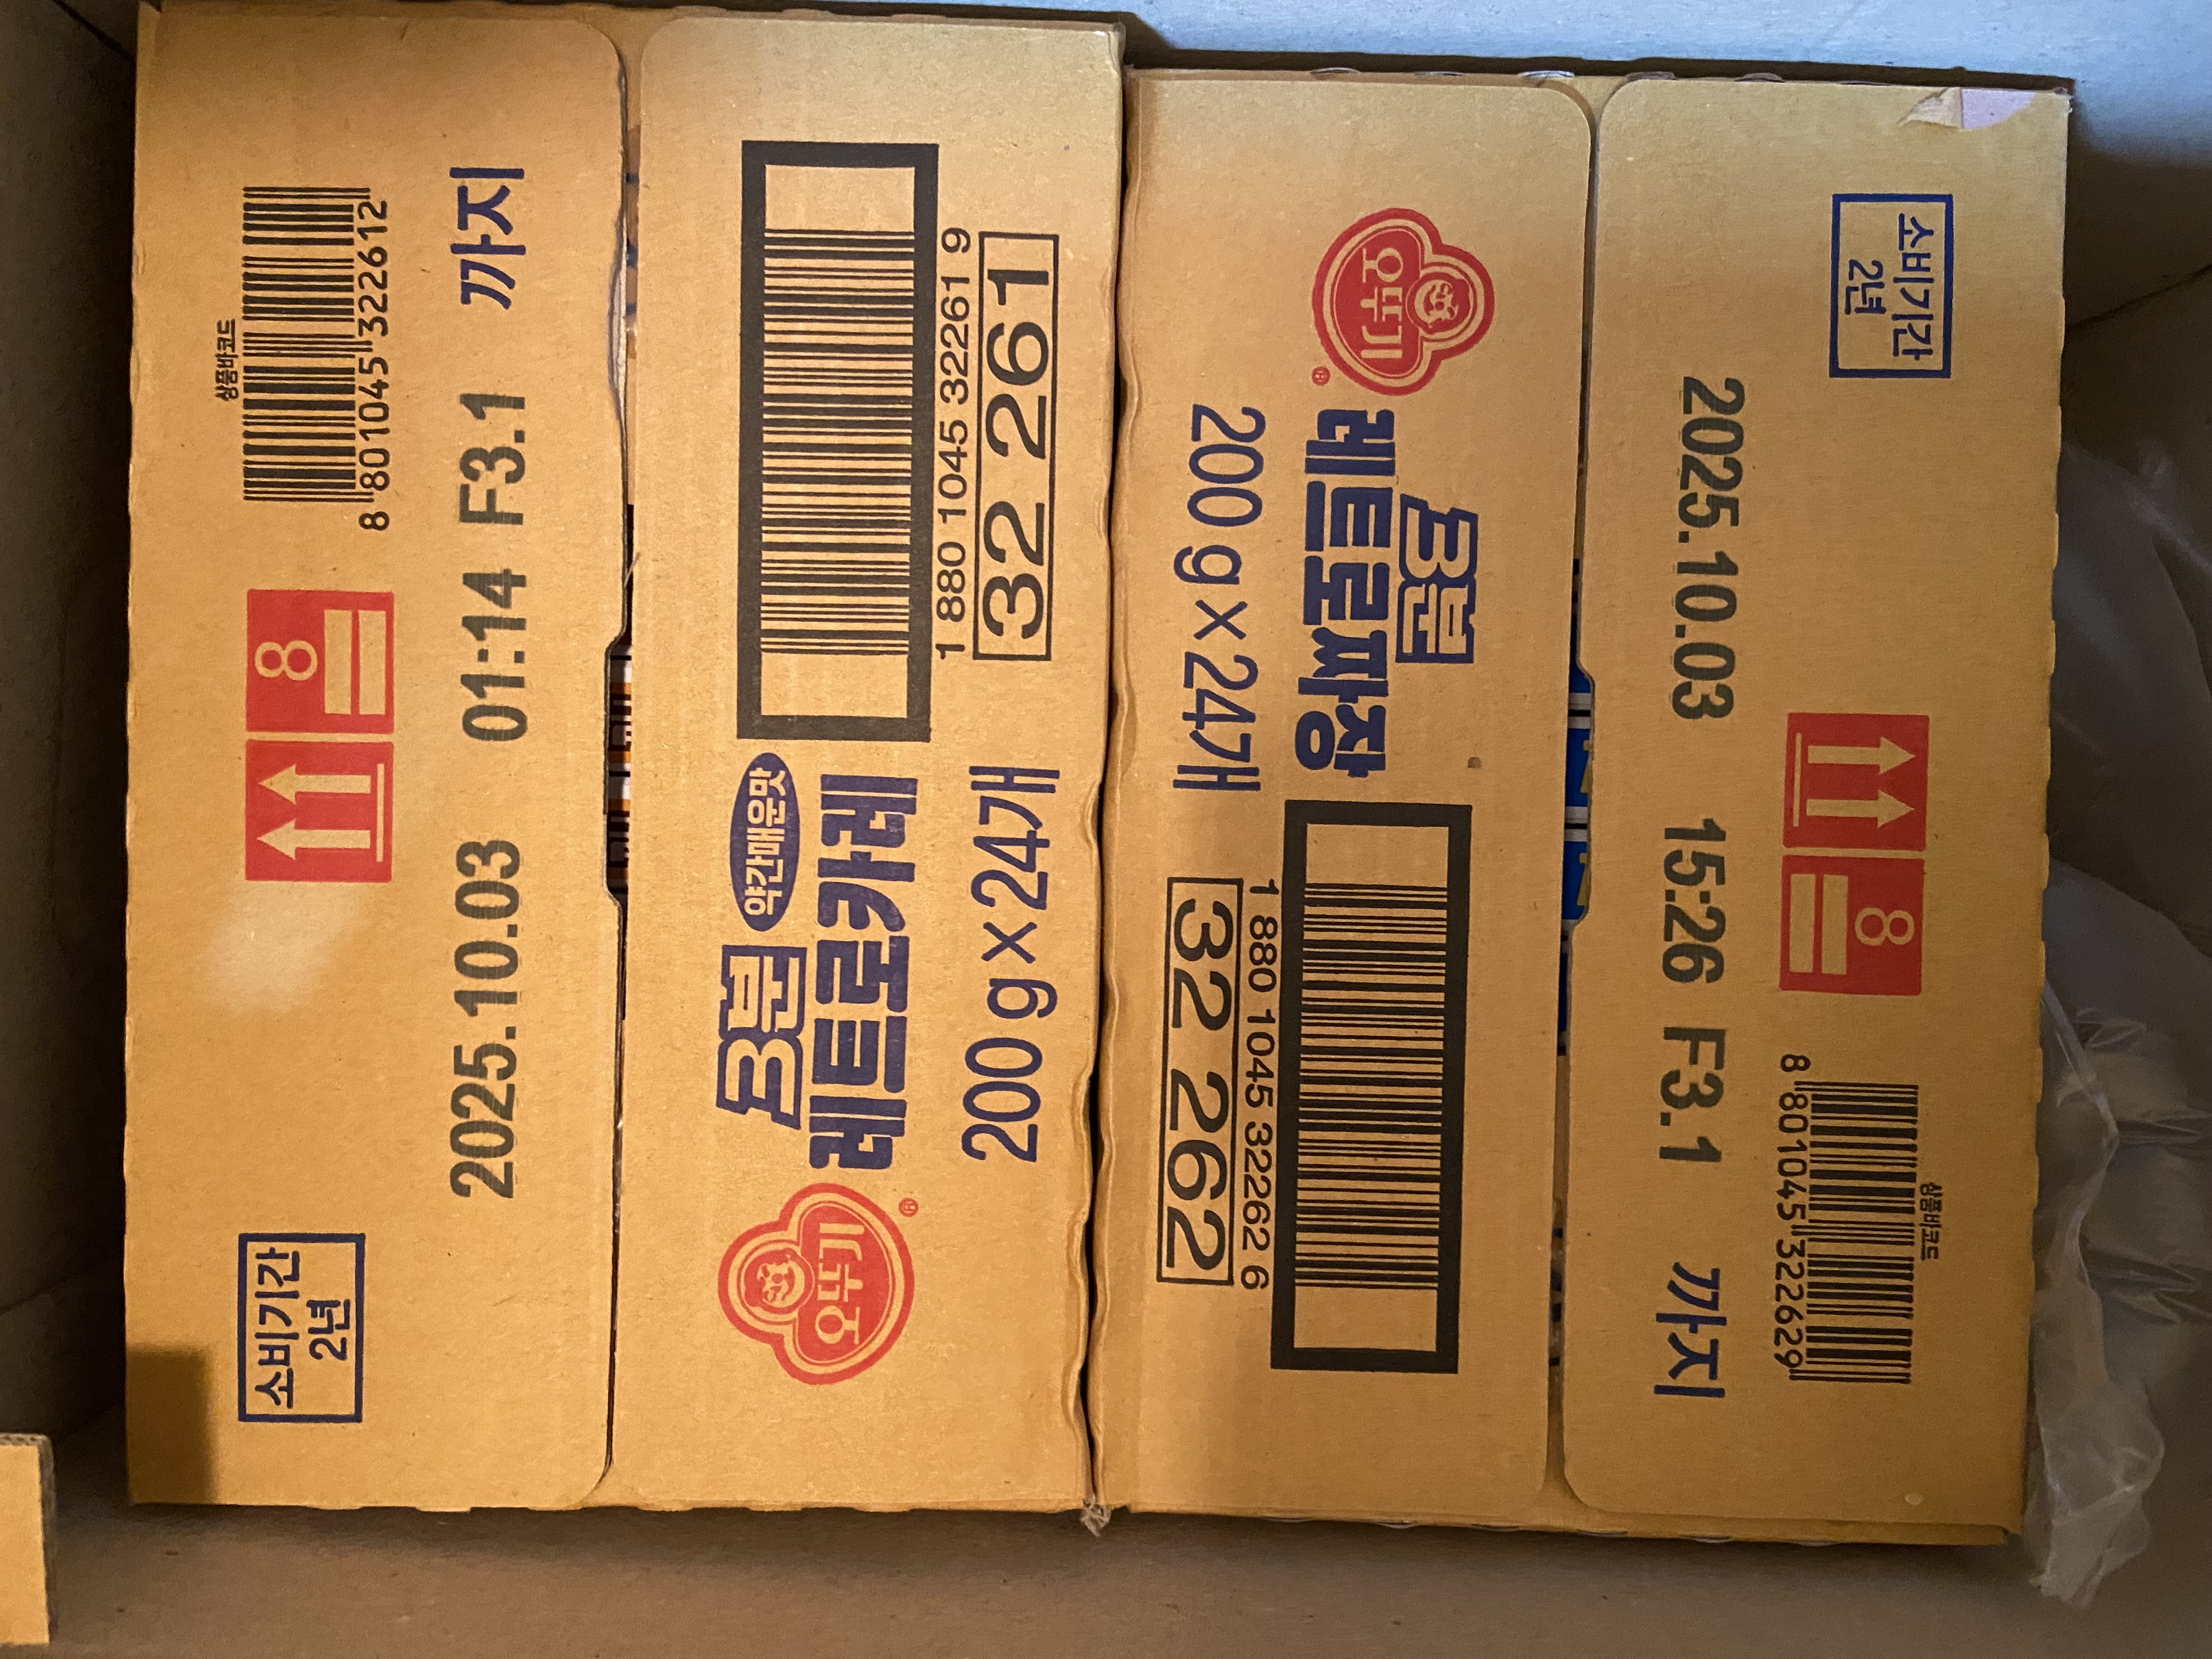 상품바코드
8 801045 322612
8
2025.10.03 01:14 F3.1 까지
소비기간
2년
오뚜기
3분
약간매운맛
레트로카레
200 g×24개
1 880 1045 32261 9
32 261
오뚜기
3분
레트로짜장
200 g×24개
1 880 1045 32262 6
32 262
소비기간
2년
2025.10.03 15:26 F3.1 까지
8
상품바코드
8 801045 322629